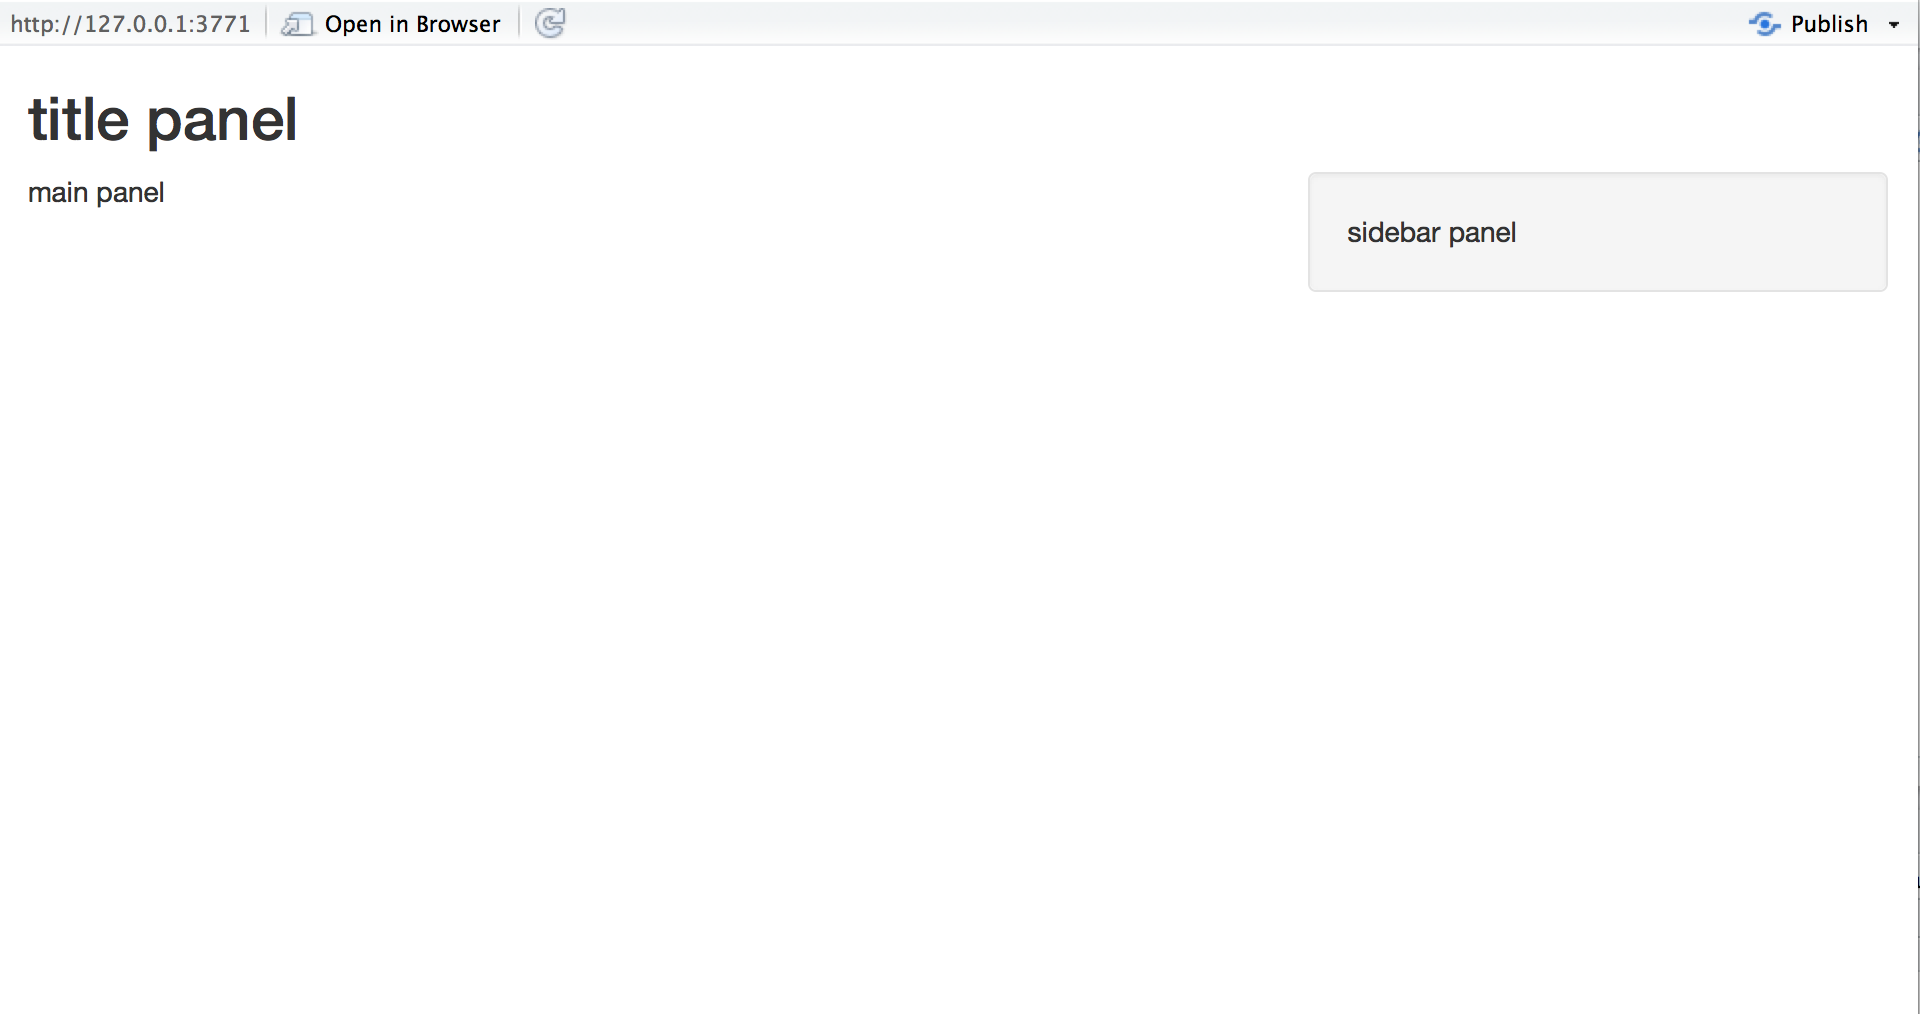 http://127.0.0.1:3771 Open in Browser Publish
title panel
main panel
sidebar panel